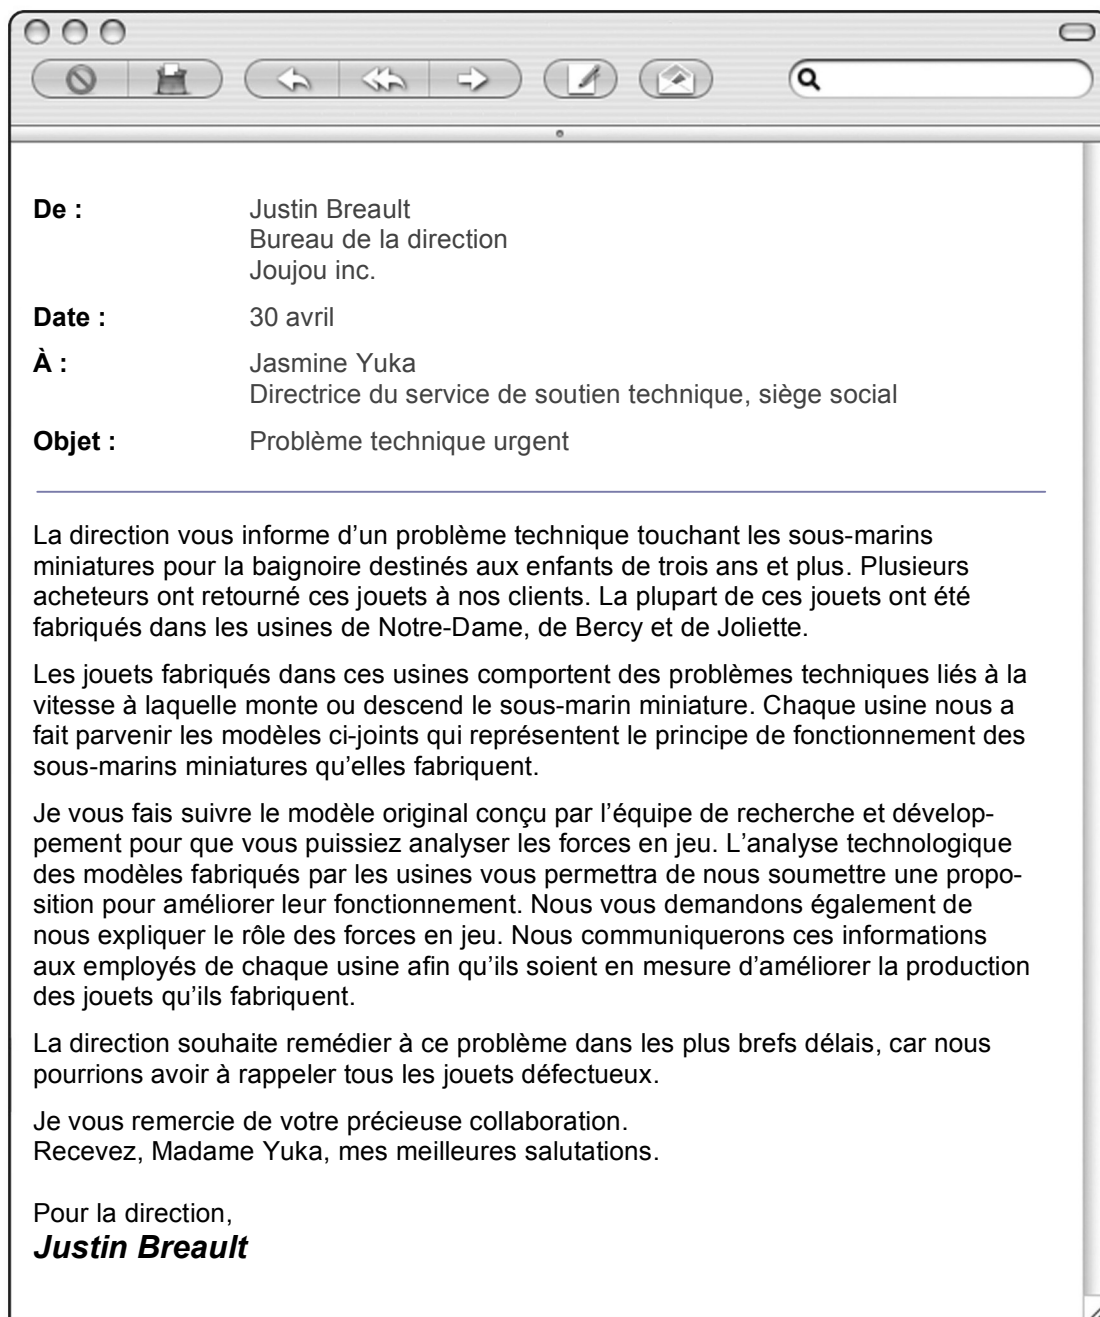 De :
Justin Breault
Bureau de la direction
Joujou inc.
Date :
30 avril
À :
Jasmine Yuka
Directrice du service de soutien technique, siège social
Objet :
Problème technique urgent
La direction vous informe d'un problème technique touchant les sous-marins
miniatures pour la baignoire destinés aux enfants de trois ans et plus. Plusieurs
acheteurs ont retourné ces jouets à nos clients. La plupart de ces jouets ont été
fabriqués dans les usines de Notre-Dame, de Bercy et de Joliette.
Les jouets fabriqués dans ces usines comportent des problèmes techniques liés à la
vitesse à laquelle monte ou descend le sous-marin miniature. Chaque usine nous a
fait parvenir les modèles ci-joints qui représentent le principe de fonctionnement des
sous-marins miniatures qu'elles fabriquent.
Je vous fais suivre le modèle original conçu par l'équipe de recherche et dévelop-
pement pour que vous puissiez analyser les forces en jeu. L'analyse technologique
des modèles fabriqués par les usines vous permettra de nous soumettre une propo-
sition pour améliorer leur fonctionnement. Nous vous demandons également de
nous expliquer le rôle des forces en jeu. Nous communiquerons ces informations
aux employés de chaque usine afin qu'ils soient en mesure d'améliorer la production
des jouets qu'ils fabriquent.
La direction souhaite remédier à ce problème dans les plus brefs délais, car nous
pourrions avoir à rappeler tous les jouets défectueux.
Je vous remercie de votre précieuse collaboration.
Recevez, Madame Yuka, mes meilleures salutations.
Pour la direction,
Justin Breault